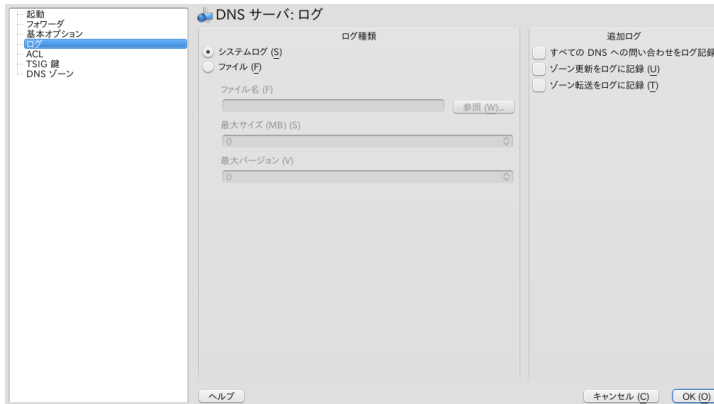 起動
フォワーダ
基本オプション
ログ
ACL
TSIG 鍵
DNS ゾーン
DNS サーバ: ログ
ログ種類
システムログ (S)
ファイル (F)
ファイル名 (F)
参照 (W)...
最大サイズ (MB) (S)
0
最大バージョン (V)
0
追加ログ
すべての DNS への問い合わせをログ記録
ゾーン更新をログに記録 (U)
ゾーン転送をログに記録 (T)
ヘルプ
キャンセル (C)
OK (O)